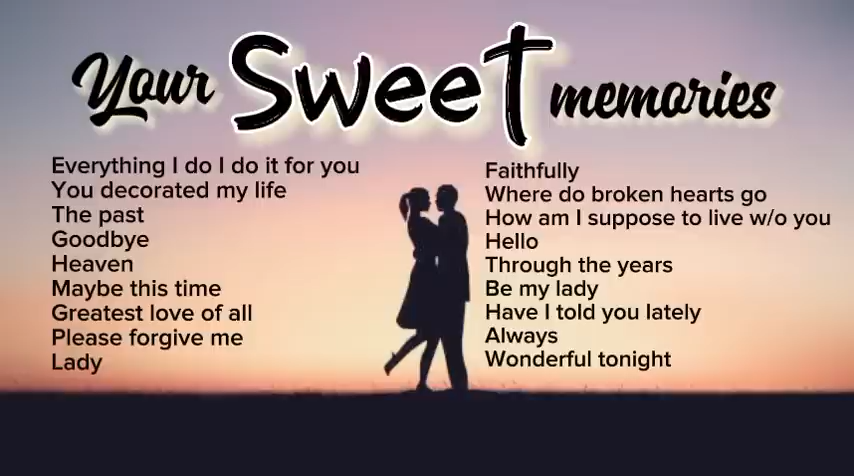 Your Sweet memories
Everything I do I do it for you
You decorated my life
The past
Goodbye
Heaven
Maybe this time
Greatest love of all
Please forgive me
Lady
Faithfully
Where do broken hearts go
How am I suppose to live w/o you
Hello
Through the years
Be my lady
Have I told you lately
Always
Wonderful tonight